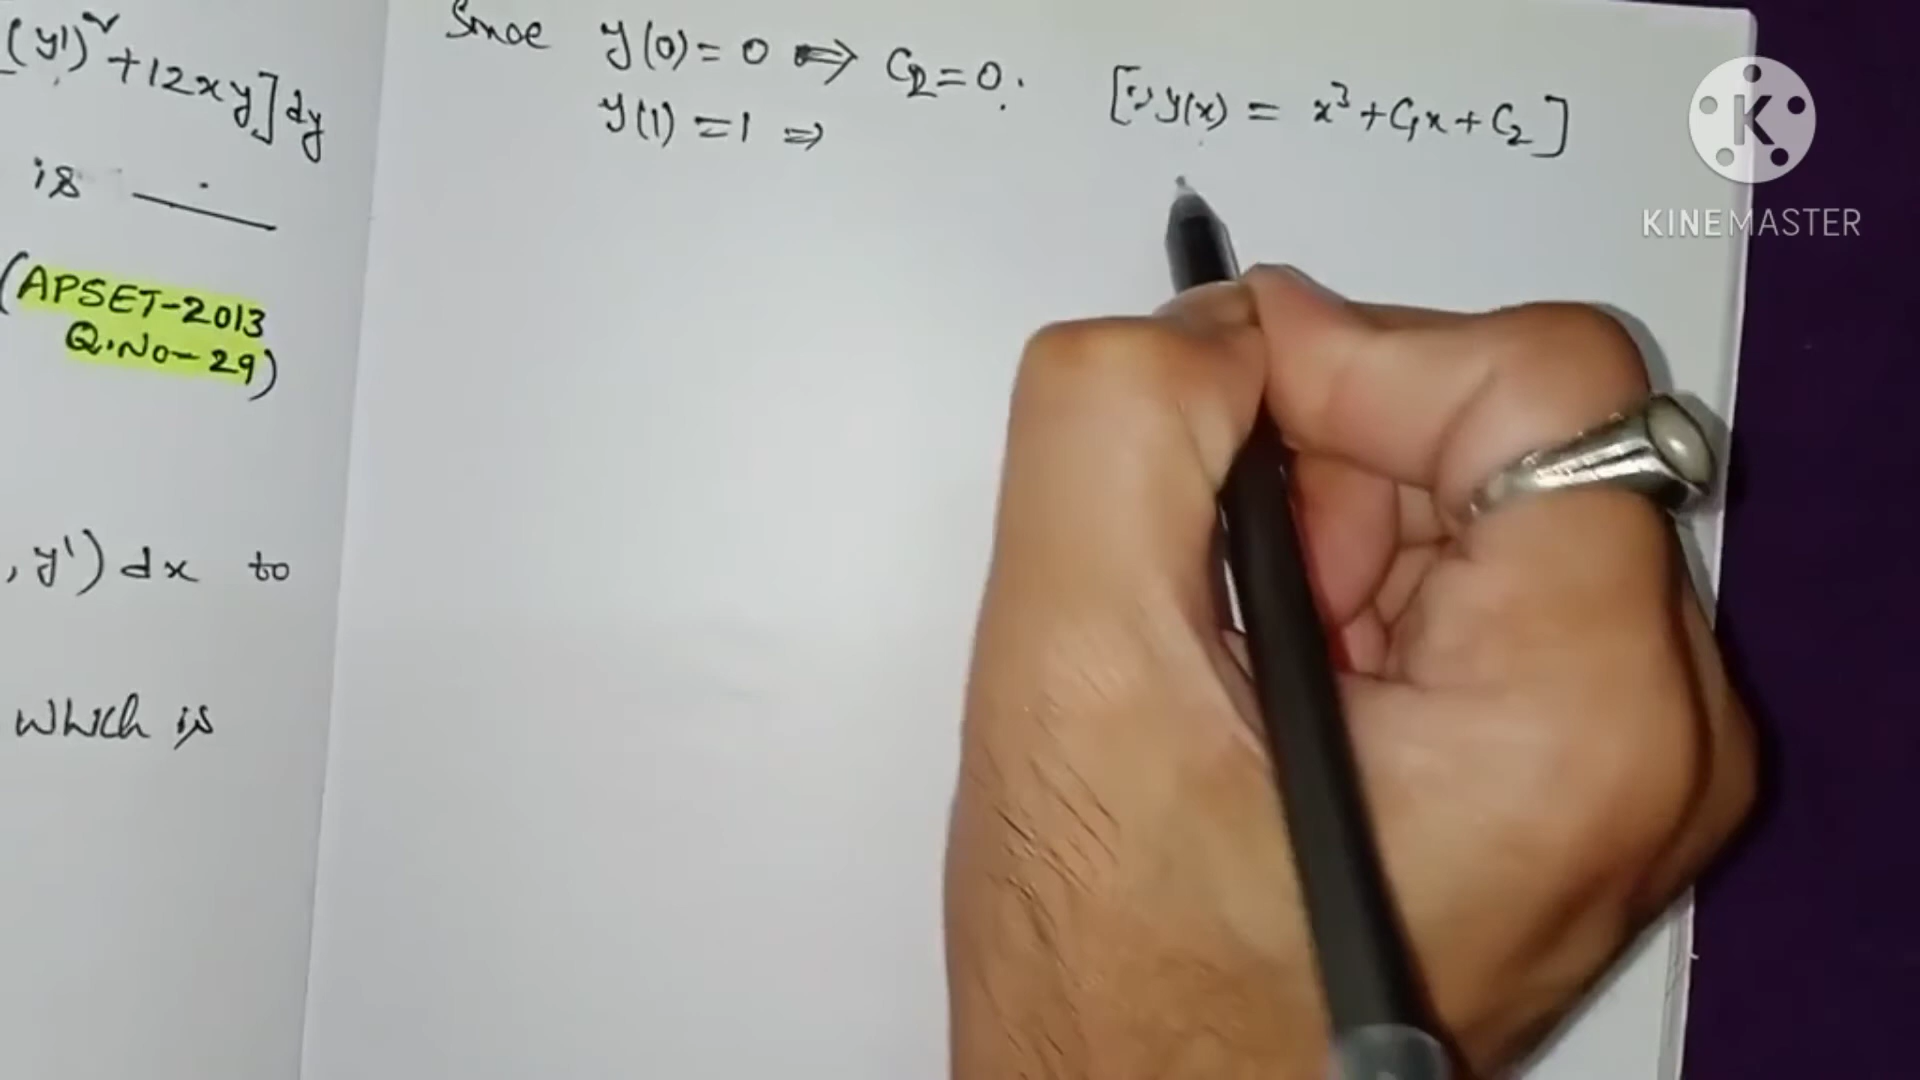 (y')² + 12xy] dy
is
(APSET-2013
Q.No-29)
, y') dx to
which is
Since y(0) = 0 ⇒ C2 = 0.
y(1) = 1 ⇒
[∵ y(x) = x³ + C₁x + C₂]
K
KINEMASTER